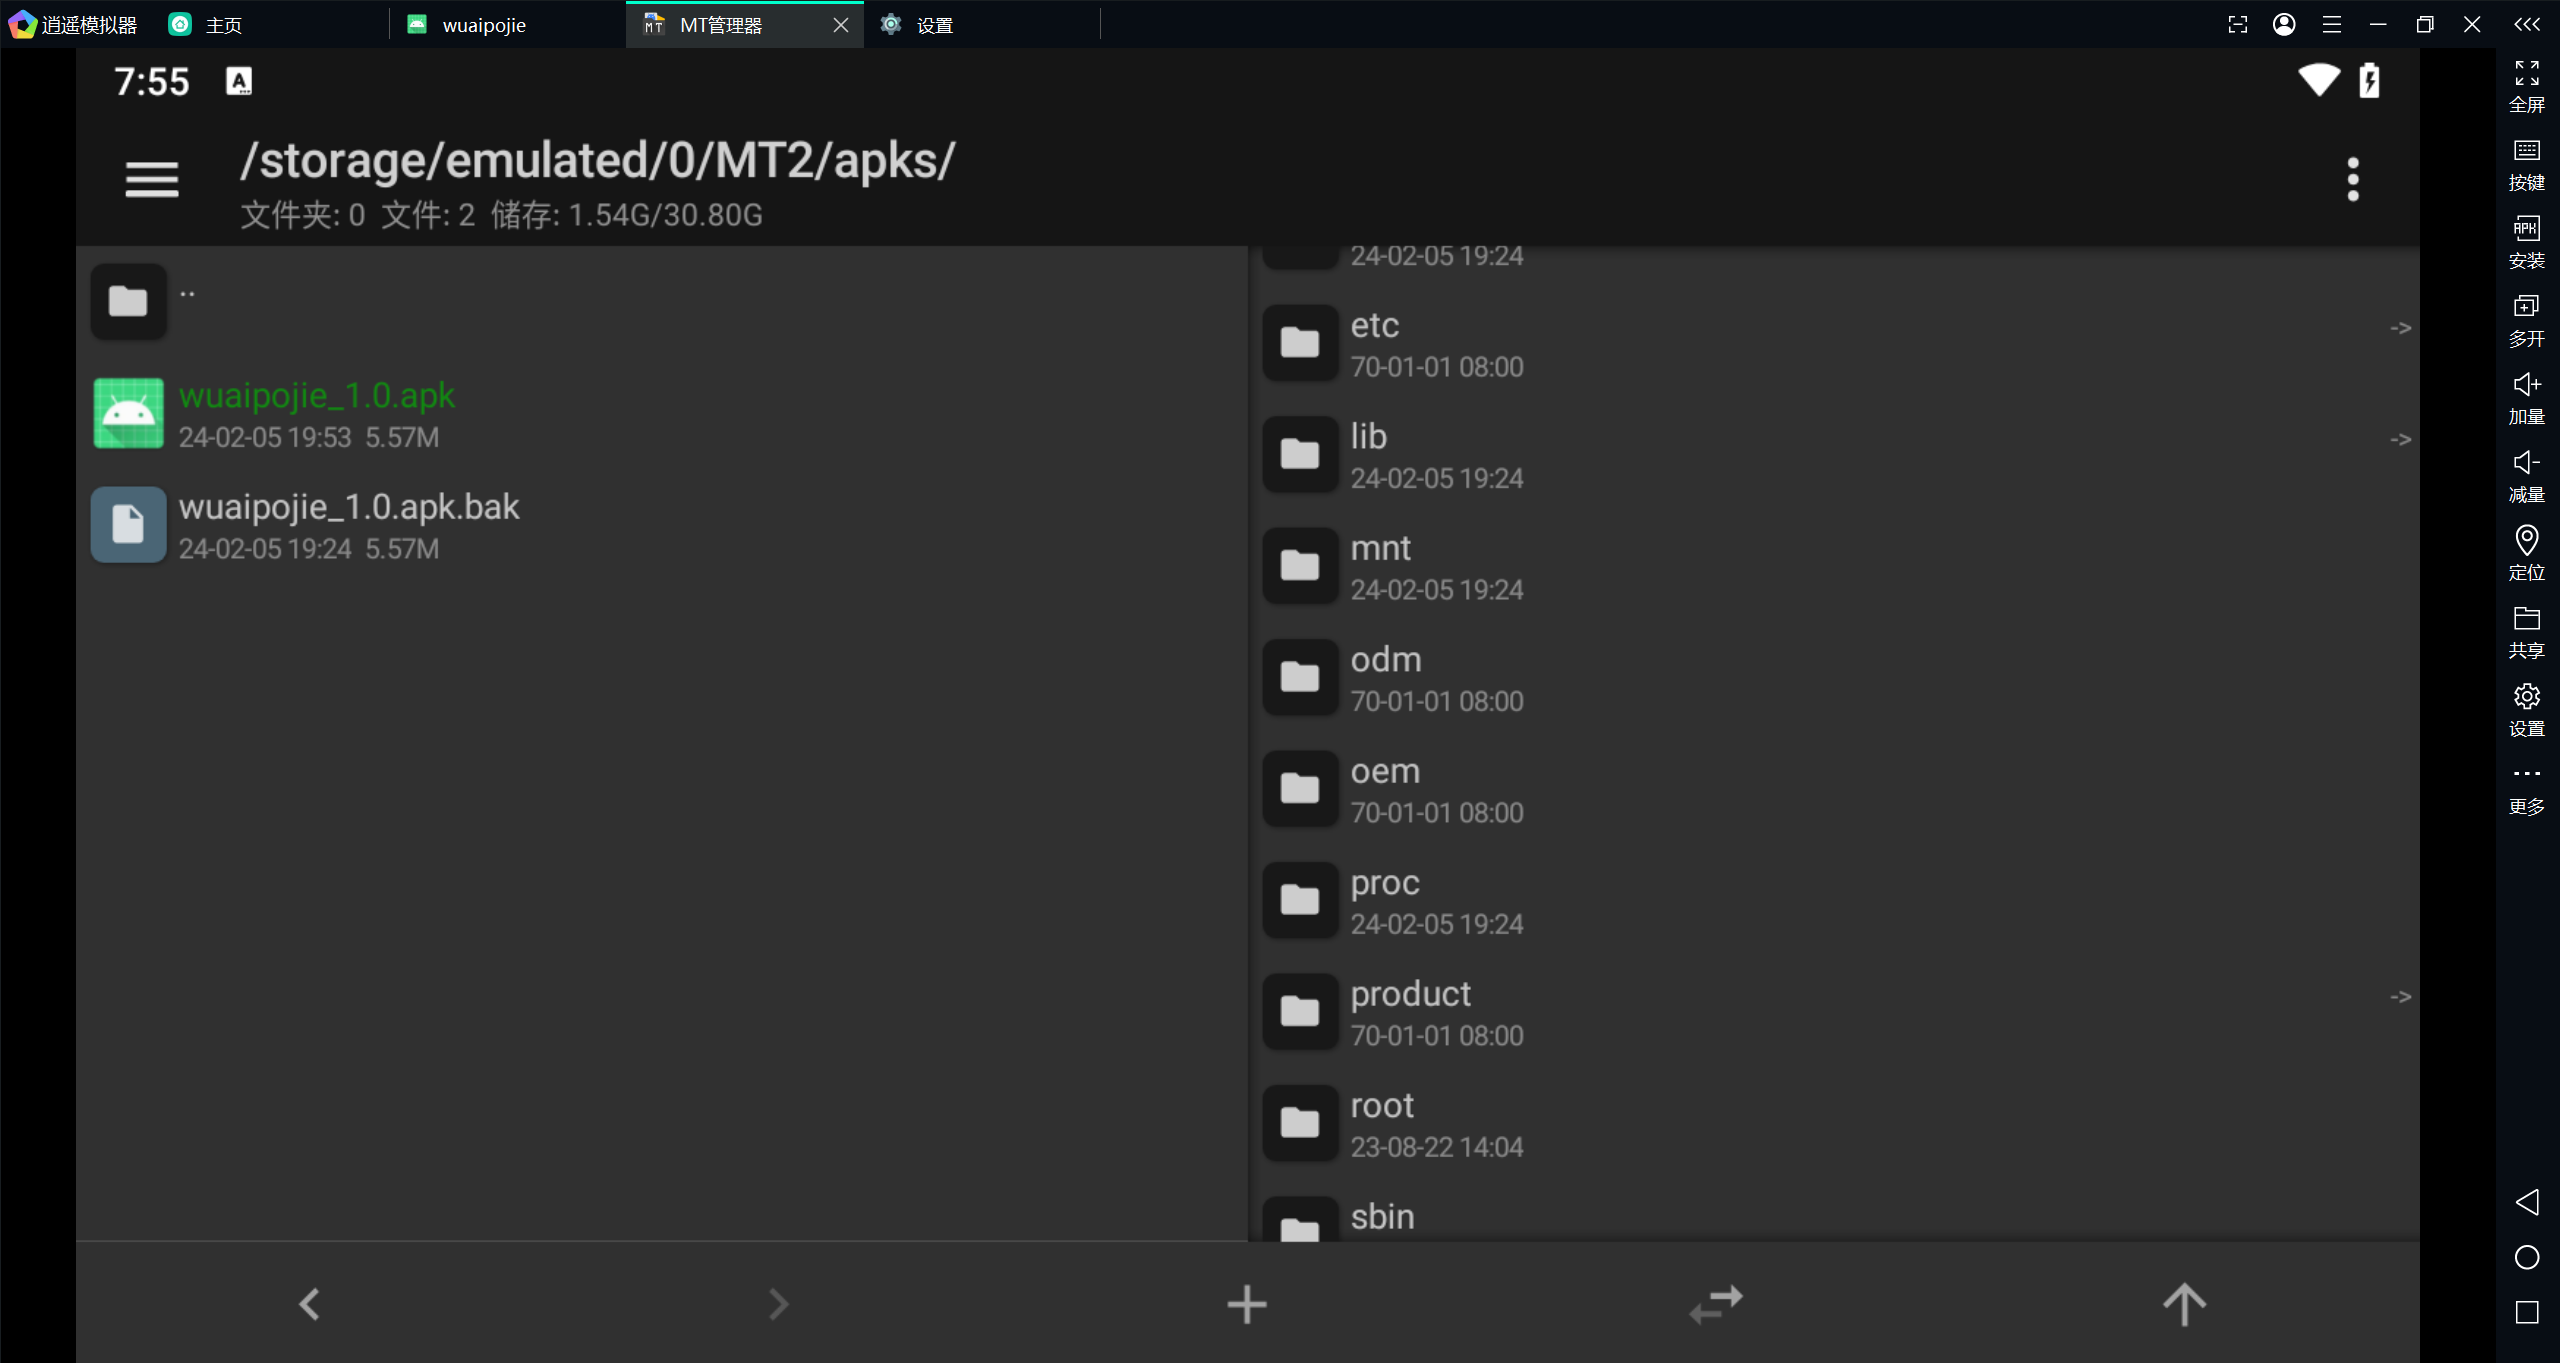 逍遥模拟器 主页 wuaipojie MT管理器 设置
7:55
/storage/emulated/0/MT2/apks/
文件夹: 0 文件: 2 储存: 1.54G/30.80G
..
wuaipojie_1.0.apk
24-02-05 19:53 5.57M
wuaipojie_1.0.apk.bak
24-02-05 19:24 5.57M
24-02-05 19:24
etc ->
70-01-01 08:00
lib ->
24-02-05 19:24
mnt
24-02-05 19:24
odm
70-01-01 08:00
oem
70-01-01 08:00
proc
24-02-05 19:24
product ->
70-01-01 08:00
root
23-08-22 14:04
sbin
全屏
按键
APK
安装
多开
加量
减量
定位
共享
设置
更多